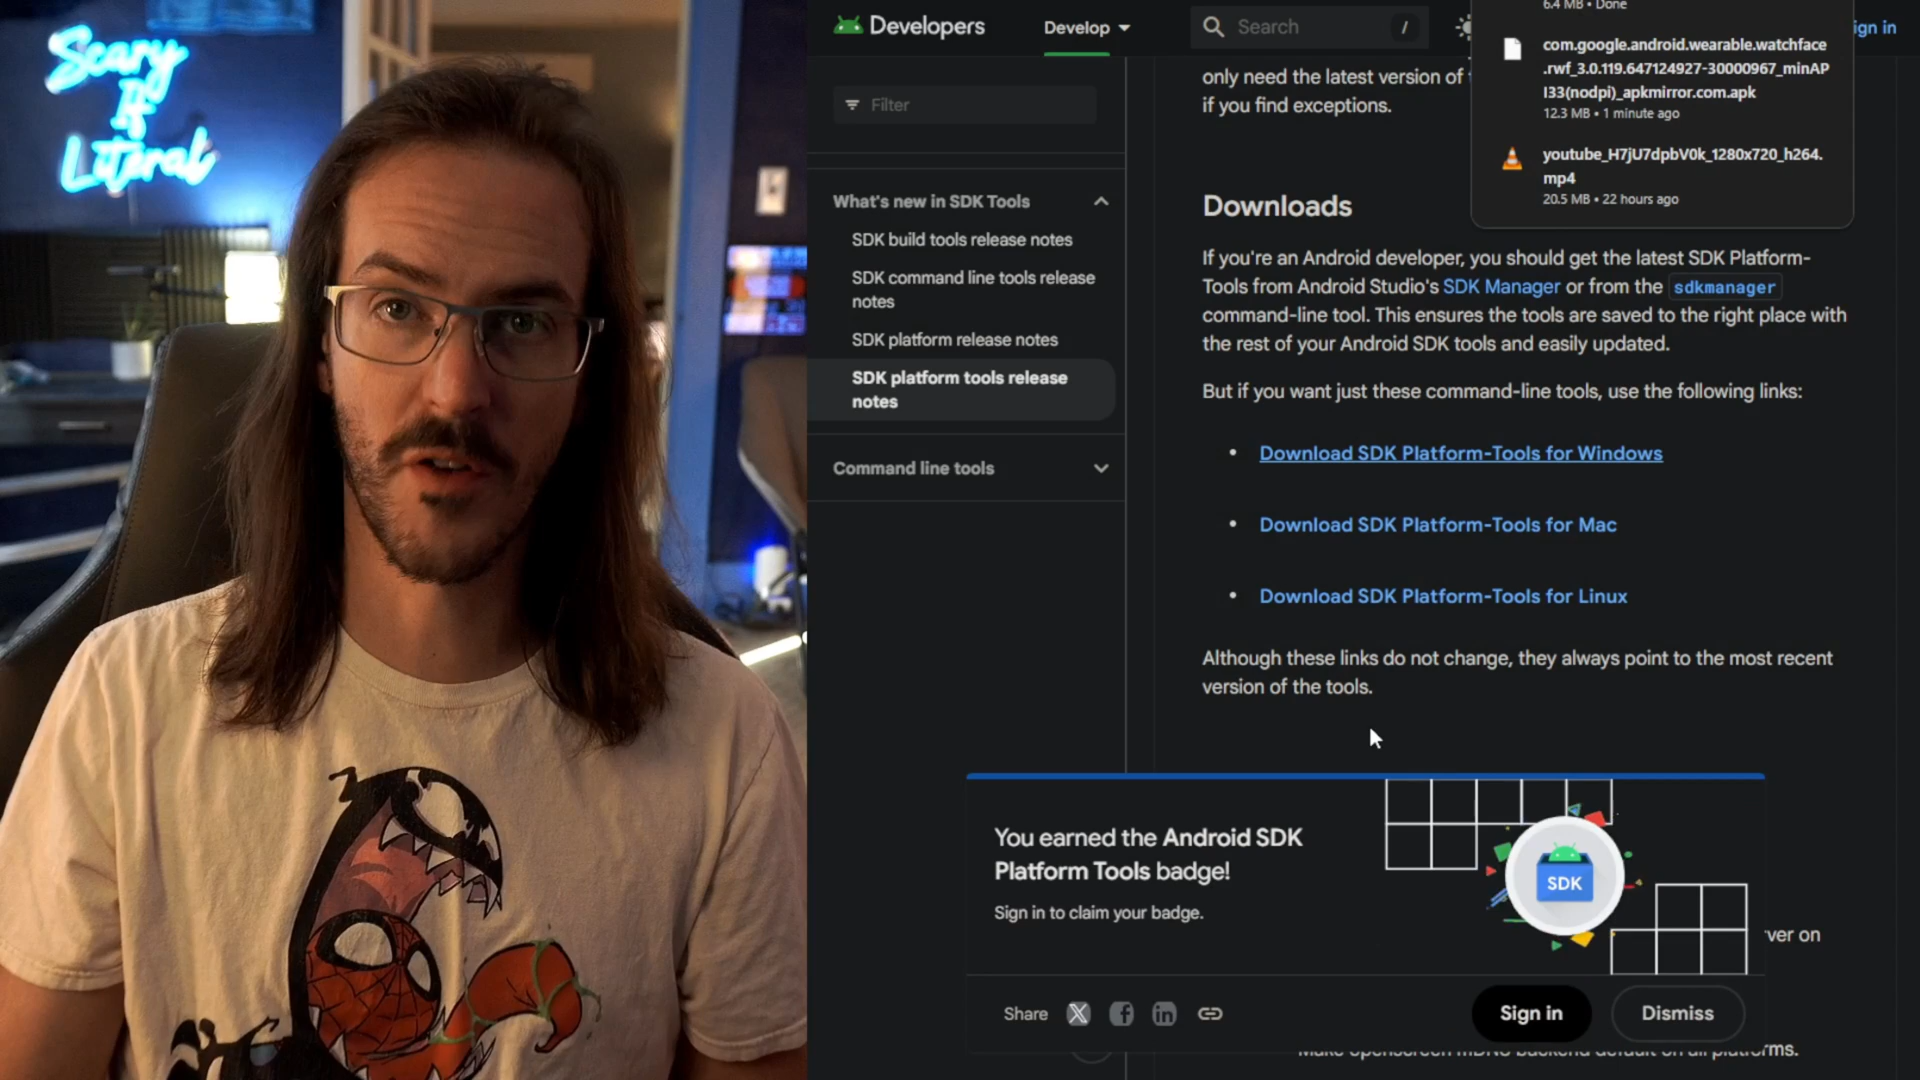 Scary
If
Literal
Developers
Develop
Search
/
ign in
6.4 MB • Done
com.google.android.wearable.watchface
.rwf_3.0.119.647124927-30000967_minAP
I33(nodpi)_apkmirror.com.apk
12.3 MB • 1 minute ago
youtube_H7jU7dpbV0k_1280x720_h264.
mp4
20.5 MB • 22 hours ago
Filter
What's new in SDK Tools
SDK build tools release notes
SDK command line tools release
notes
SDK platform release notes
SDK platform tools release
notes
Command line tools
only need the latest version of
if you find exceptions.
Downloads
If you're an Android developer, you should get the latest SDK Platform-
Tools from Android Studio's SDK Manager or from the sdkmanager
command-line tool. This ensures the tools are saved to the right place with
the rest of your Android SDK tools and easily updated.
But if you want just these command-line tools, use the following links:
• Download SDK Platform-Tools for Windows
• Download SDK Platform-Tools for Mac
• Download SDK Platform-Tools for Linux
Although these links do not change, they always point to the most recent
version of the tools.
You earned the Android SDK
Platform Tools badge!
Sign in to claim your badge.
SDK
ver on
Share
Sign in
Dismiss
Make openscreen mDNS backend default on all platforms.